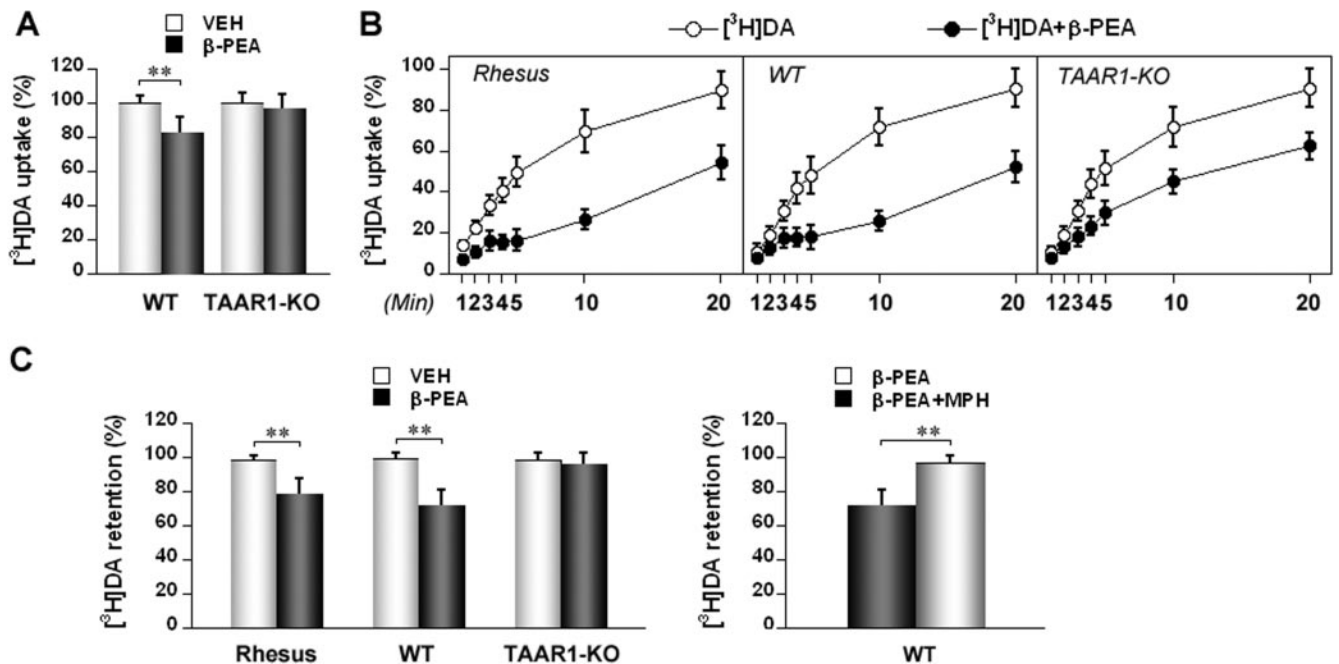 A
VEH
β-PEA
[³H]DA uptake (%)
120
100
80
60
40
20
0
**
WT
TAAR1-KO
B
[³H]DA
[³H]DA+β-PEA
[³H]DA uptake (%)
100
80
60
40
20
0
Rhesus
WT
TAAR1-KO
(Min)
12345
10
20
12345
10
20
12345
10
20
C
VEH
β-PEA
[³H]DA retention (%)
120
100
80
60
40
20
0
**
**
Rhesus
WT
TAAR1-KO
β-PEA
β-PEA+MPH
[³H]DA retention (%)
120
100
80
60
40
20
0
**
WT